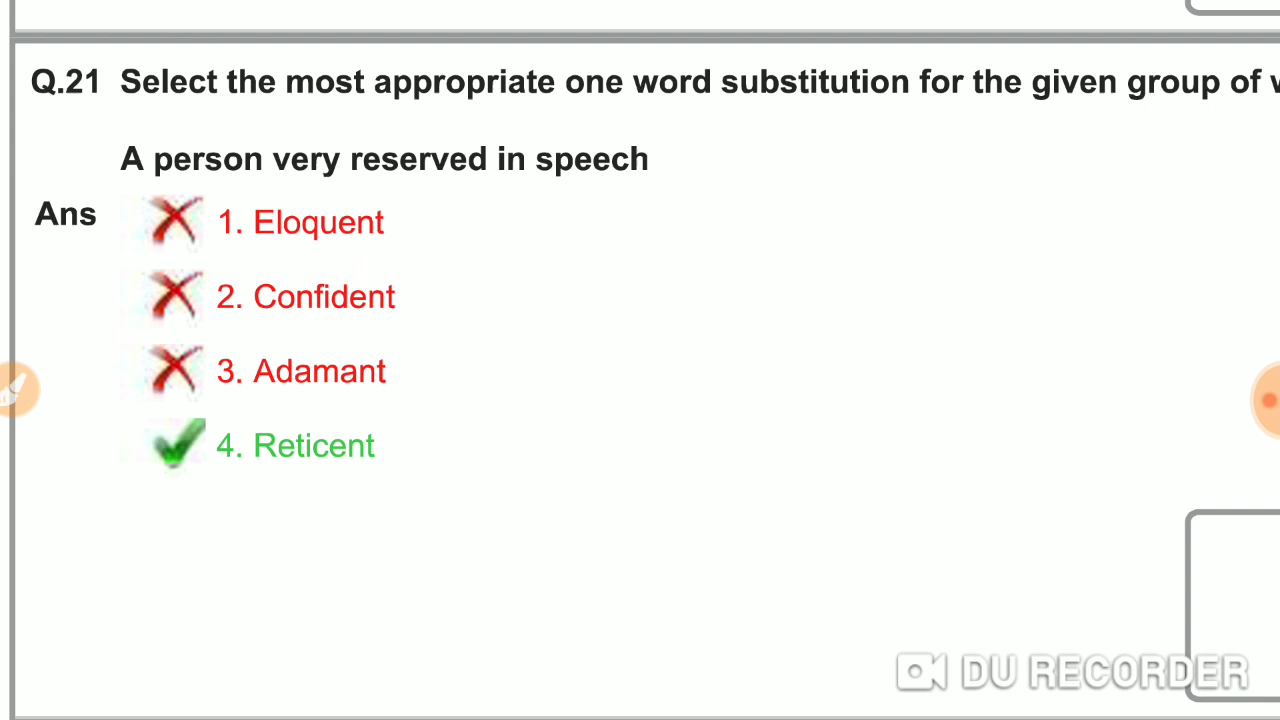 Q.21 Select the most appropriate one word substitution for the given group of
A person very reserved in speech
Ans
1. Eloquent
2. Confident
3. Adamant
4. Reticent
DU RECORDER